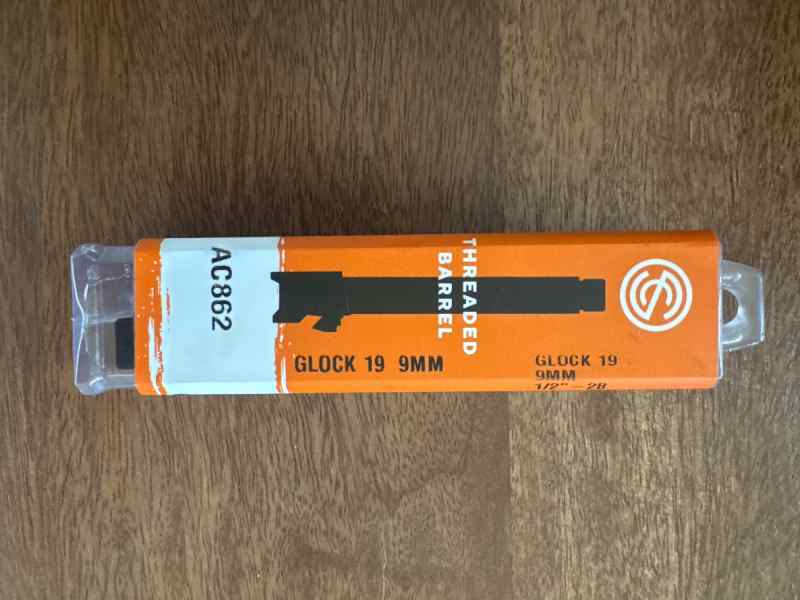 AC862
THREADED
BARREL
GLOCK 19 9MM
GLOCK 19
9MM
1/2" - 28